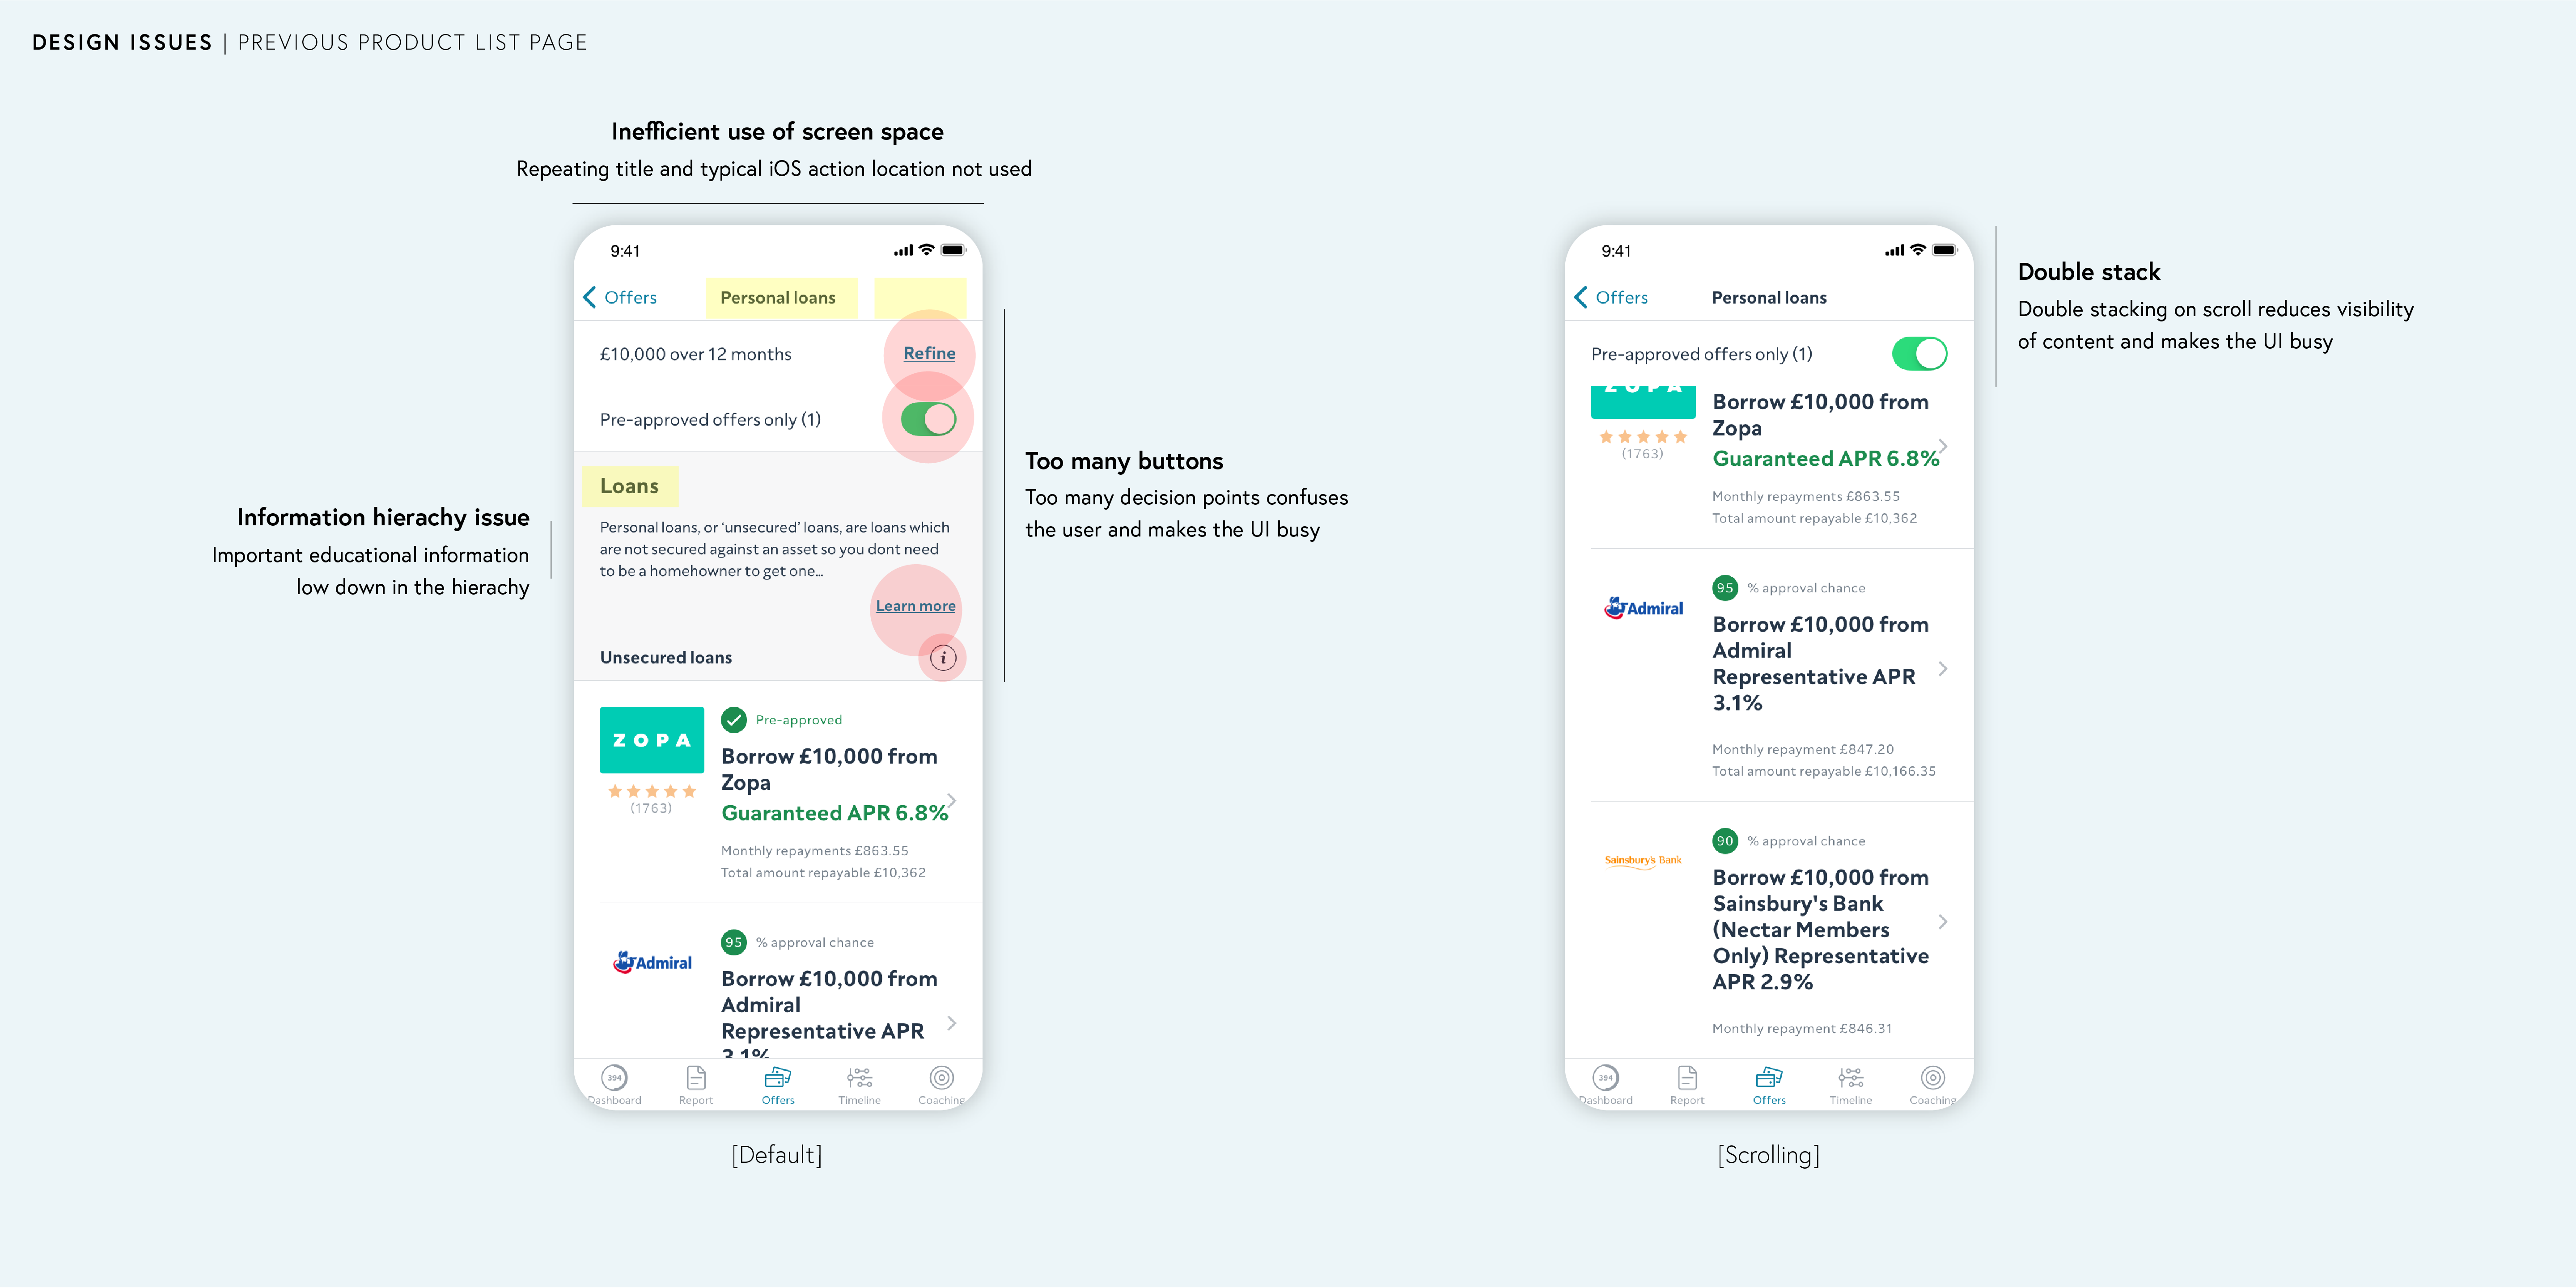 DESIGN ISSUES | PREVIOUS PRODUCT LIST PAGE
Inefficient use of screen space
Repeating title and typical iOS action location not used
9:41
Offers
Personal loans
£10,000 over 12 months
Refine
Pre-approved offers only (1)
Loans
Personal loans, or ‘unsecured’ loans, are loans which
are not secured against an asset so you dont need
to be a homehowner to get one...
Learn more
Unsecured loans
i
ZOPA
(1763)
Pre-approved
Borrow £10,000 from
Zopa
Guaranteed APR 6.8%
Monthly repayments £863.55
Total amount repayable £10,362
Admiral
95 % approval chance
Borrow £10,000 from
Admiral
Representative APR
3.1%
394
Dashboard
Report
Offers
Timeline
Coaching
[Default]
Information hierachy issue
Important educational information
low down in the hierachy
Too many buttons
Too many decision points confuses
the user and makes the UI busy
9:41
Offers
Personal loans
Pre-approved offers only (1)
ZOPA
(1763)
Borrow £10,000 from
Zopa
Guaranteed APR 6.8%
Monthly repayments £863.55
Total amount repayable £10,362
Admiral
95 % approval chance
Borrow £10,000 from
Admiral
Representative APR
3.1%
Monthly repayment £847.20
Total amount repayable £10,166.35
Sainsbury's Bank
90 % approval chance
Borrow £10,000 from
Sainsbury's Bank
(Nectar Members
Only) Representative
APR 2.9%
Monthly repayment £846.31
394
Dashboard
Report
Offers
Timeline
Coaching
[Scrolling]
Double stack
Double stacking on scroll reduces visibility
of content and makes the UI busy